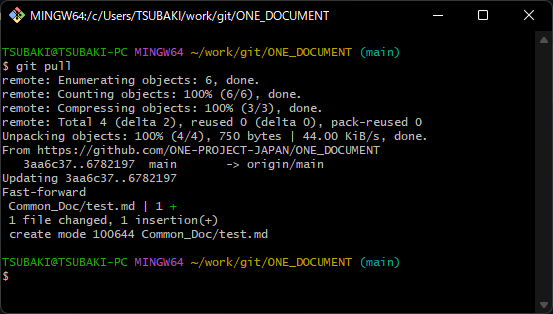 MINGW64:/c/Users/TSUBAKI/work/git/ONE_DOCUMENT
TSUBAKI@TSUBAKI-PC MINGW64 ~/work/git/ONE_DOCUMENT (main)
$ git pull
remote: Enumerating objects: 6, done.
remote: Counting objects: 100% (6/6), done.
remote: Compressing objects: 100% (3/3), done.
remote: Total 4 (delta 2), reused 0 (delta 0), pack-reused 0
Unpacking objects: 100% (4/4), 750 bytes | 44.00 KiB/s, done.
From https://github.com/ONE-PROJECT-JAPAN/ONE_DOCUMENT
   3aa6c37..6782197  main       -> origin/main
Updating 3aa6c37..6782197
Fast-forward
 Common_Doc/test.md | 1 +
 1 file changed, 1 insertion(+)
 create mode 100644 Common_Doc/test.md
TSUBAKI@TSUBAKI-PC MINGW64 ~/work/git/ONE_DOCUMENT (main)
$